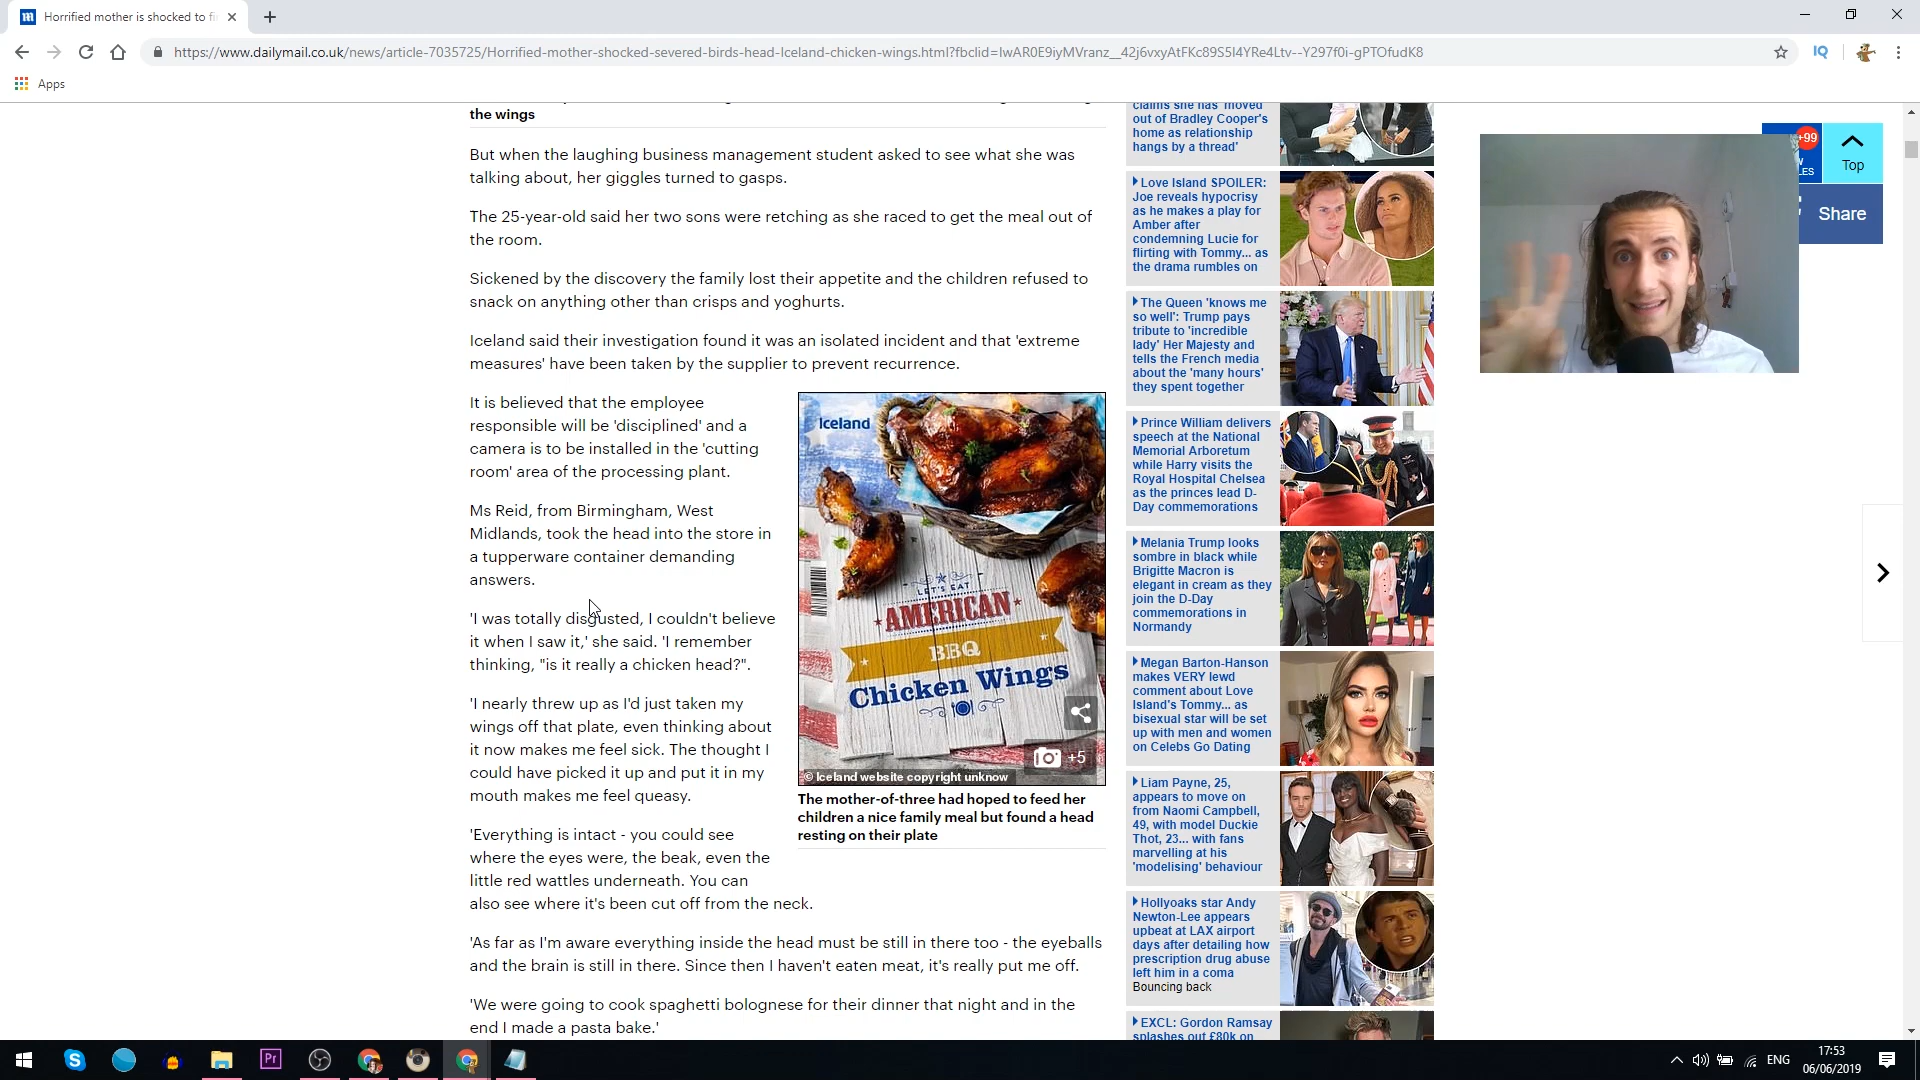 Horrified mother is shocked to fi
https://www.dailymail.co.uk/news/article-7035725/Horrified-mother-shocked-severed-birds-head-Iceland-chicken-wings.html?fbclid=IwAR0E9iyMVranz__42j6vxyAtFKc89S5I4YRe4Ltv--Y297f0i-gPTOfudK8
IQ
Apps
the wings
But when the laughing business management student asked to see what she was
talking about, her giggles turned to gasps.
The 25-year-old said her two sons were retching as she raced to get the meal out of
the room.
Sickened by the discovery the family lost their appetite and the children refused to
snack on anything other than crisps and yoghurts.
Iceland said their investigation found it was an isolated incident and that 'extreme
measures' have been taken by the supplier to prevent recurrence.
It is believed that the employee
responsible will be 'disciplined' and a
camera is to be installed in the 'cutting
room' area of the processing plant.
Ms Reid, from Birmingham, West
Midlands, took the head into the store in
a tupperware container demanding
answers.
'I was totally disgusted, I couldn't believe
it when I saw it,' she said. 'I remember
thinking, "is it really a chicken head?".
'I nearly threw up as I'd just taken my
wings off that plate, even thinking about
it now makes me feel sick. The thought I
could have picked it up and put it in my
mouth makes me feel queasy.
'Everything is intact - you could see
where the eyes were, the beak, even the
little red wattles underneath. You can
also see where it's been cut off from the neck.
'As far as I'm aware everything inside the head must be still in there too - the eyeballs
and the brain is still in there. Since then I haven't eaten meat, it's really put me off.
'We were going to cook spaghetti bolognese for their dinner that night and in the
end I made a pasta bake.'
Iceland
LET'S EAT
AMERICAN
BBQ
Chicken Wings
+5
© Iceland website copyright unknow
The mother-of-three had hoped to feed her
children a nice family meal but found a head
resting on their plate
claims she has 'moved
out of Bradley Cooper's
home as relationship
hangs by a thread'
Love Island SPOILER:
Joe reveals hypocrisy
as he makes a play for
Amber after
condemning Lucie for
flirting with Tommy... as
the drama rumbles on
The Queen 'knows me
so well': Trump pays
tribute to 'incredible
lady' Her Majesty and
tells the French media
about the 'many hours'
they spent together
Prince William delivers
speech at the National
Memorial Arboretum
while Harry visits the
Royal Hospital Chelsea
as the princes lead D-
Day commemorations
Melania Trump looks
sombre in black while
Brigitte Macron is
elegant in cream as they
join the D-Day
commemorations in
Normandy
Megan Barton-Hanson
makes VERY lewd
comment about Love
Island's Tommy... as
bisexual star will be set
up with men and women
on Celebs Go Dating
Liam Payne, 25,
appears to move on
from Naomi Campbell,
49, with model Duckie
Thot, 23... with fans
marvelling at his
'modelising' behaviour
Hollyoaks star Andy
Newton-Lee appears
upbeat at LAX airport
days after detailing how
prescription drug abuse
left him in a coma
Bouncing back
EXCL: Gordon Ramsay
splashes out £80k on
+99
W
LES
Top
Share
Pr
ENG
17:53
06/06/2019